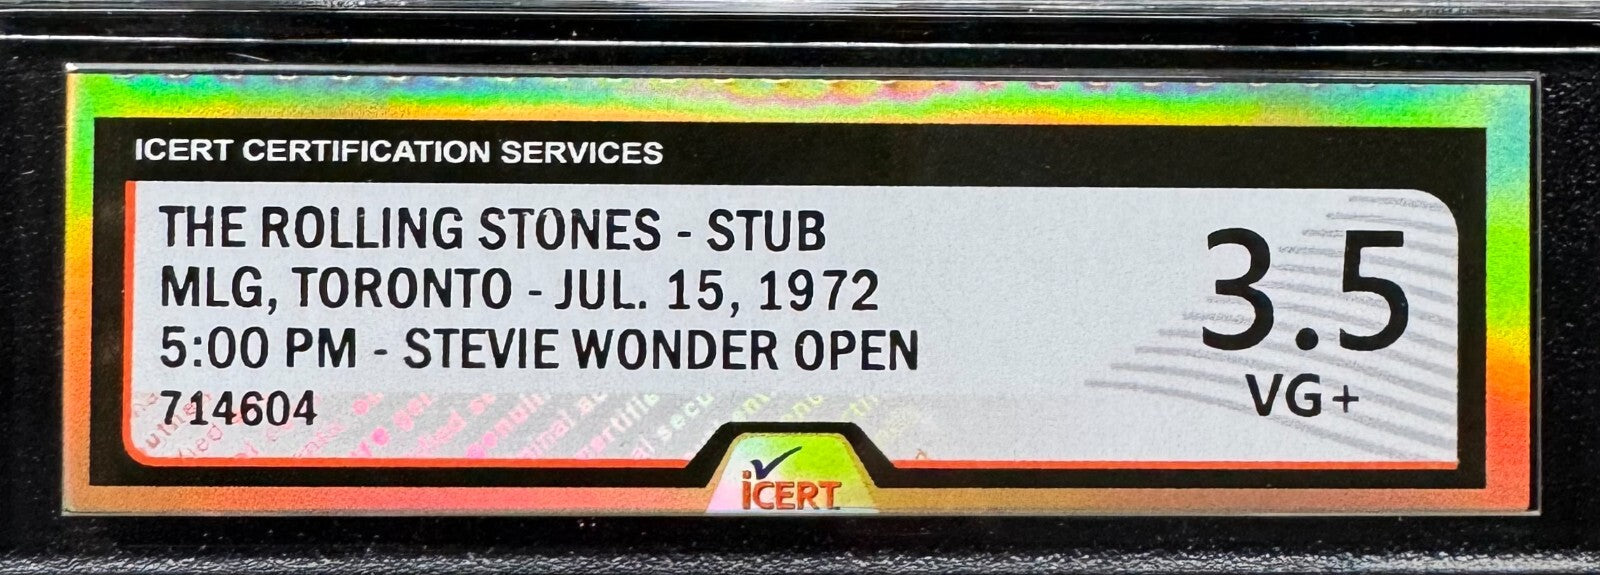 ICERT CERTIFICATION SERVICES
THE ROLLING STONES - STUB
MLG, TORONTO - JUL. 15, 1972
5:00 PM - STEVIE WONDER OPEN
714604
3.5
VG+
iCERT